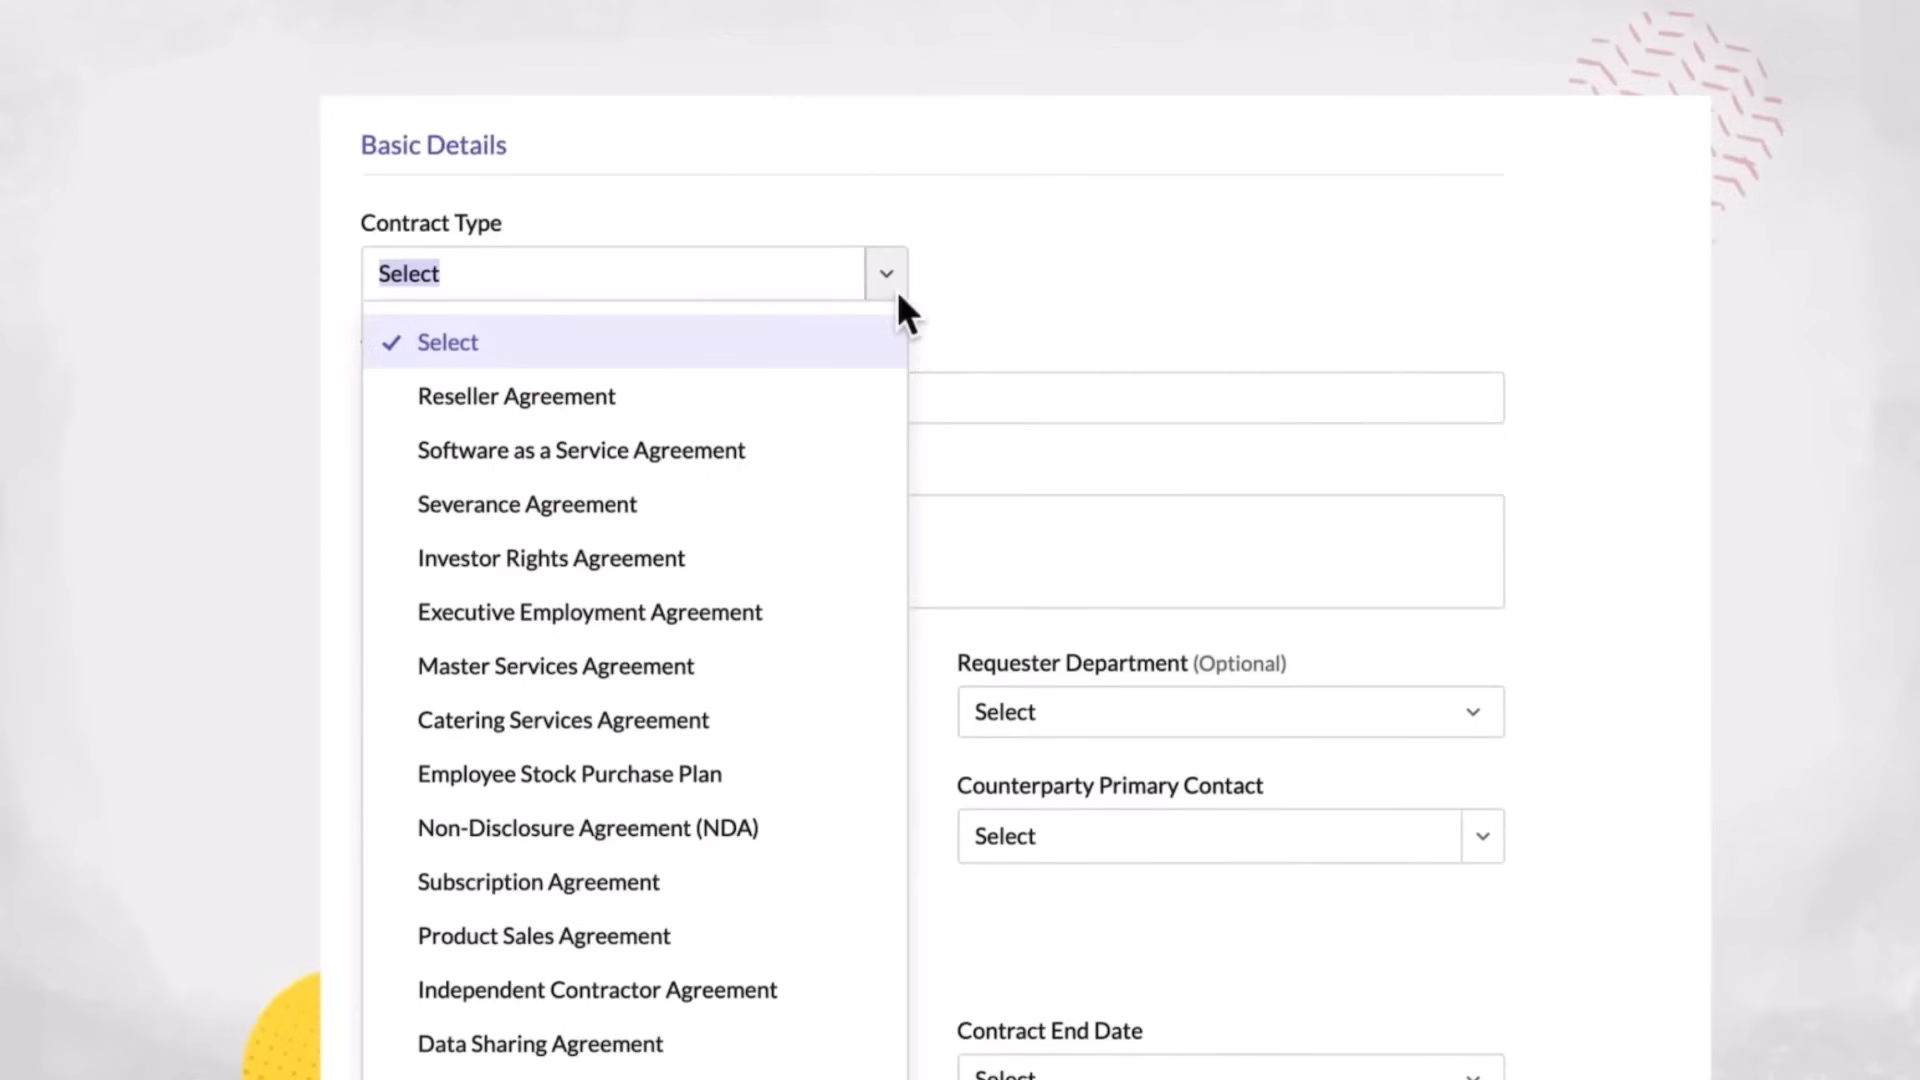 Basic Details
Contract Type
Select
Select
Reseller Agreement
Software as a Service Agreement
Severance Agreement
Investor Rights Agreement
Executive Employment Agreement
Master Services Agreement
Catering Services Agreement
Employee Stock Purchase Plan
Non-Disclosure Agreement (NDA)
Subscription Agreement
Product Sales Agreement
Independent Contractor Agreement
Data Sharing Agreement
Requester Department (Optional)
Select
Counterparty Primary Contact
Select
Contract End Date
Select